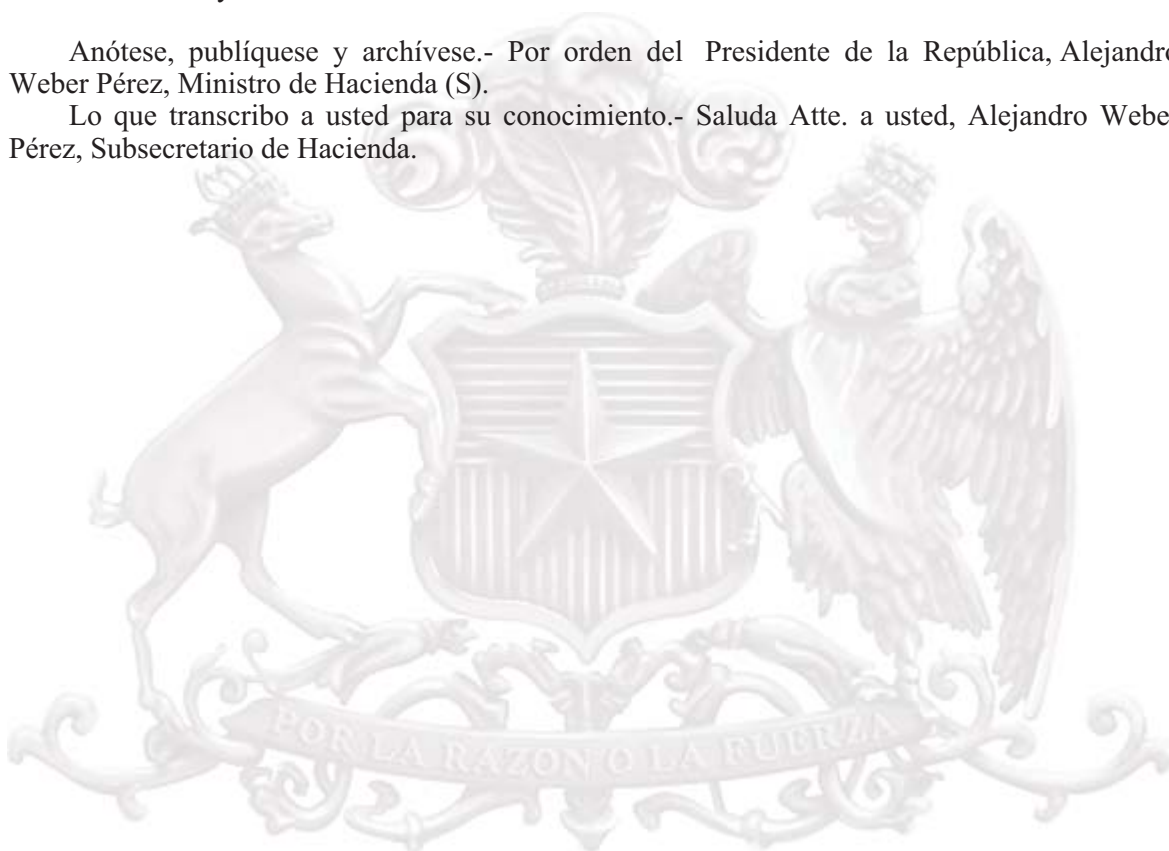 Anótese, publíquese y archívese.- Por orden del Presidente de la República, Alejandro
Weber Pérez, Ministro de Hacienda (S).
Lo que transcribo a usted para su conocimiento.- Saluda Atte. a usted, Alejandro Weber
Pérez, Subsecretario de Hacienda.
POR LA RAZON O LA FUERZA